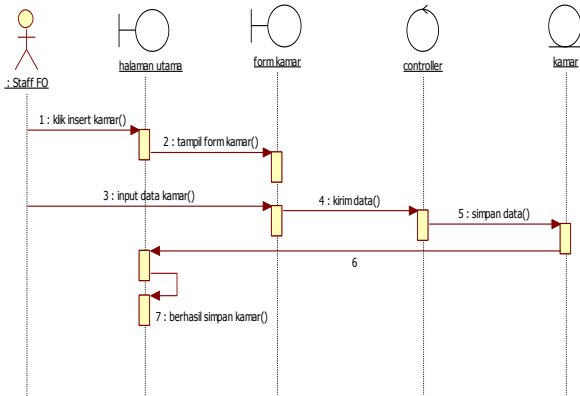 : Staff FO
halaman utama
form kamar
controller
kamar
1 : klik insert kamar()
2 : tampil form kamar()
3 : input data kamar()
4 : kirim data()
5 : simpan data()
6
7 : berhasil simpan kamar()